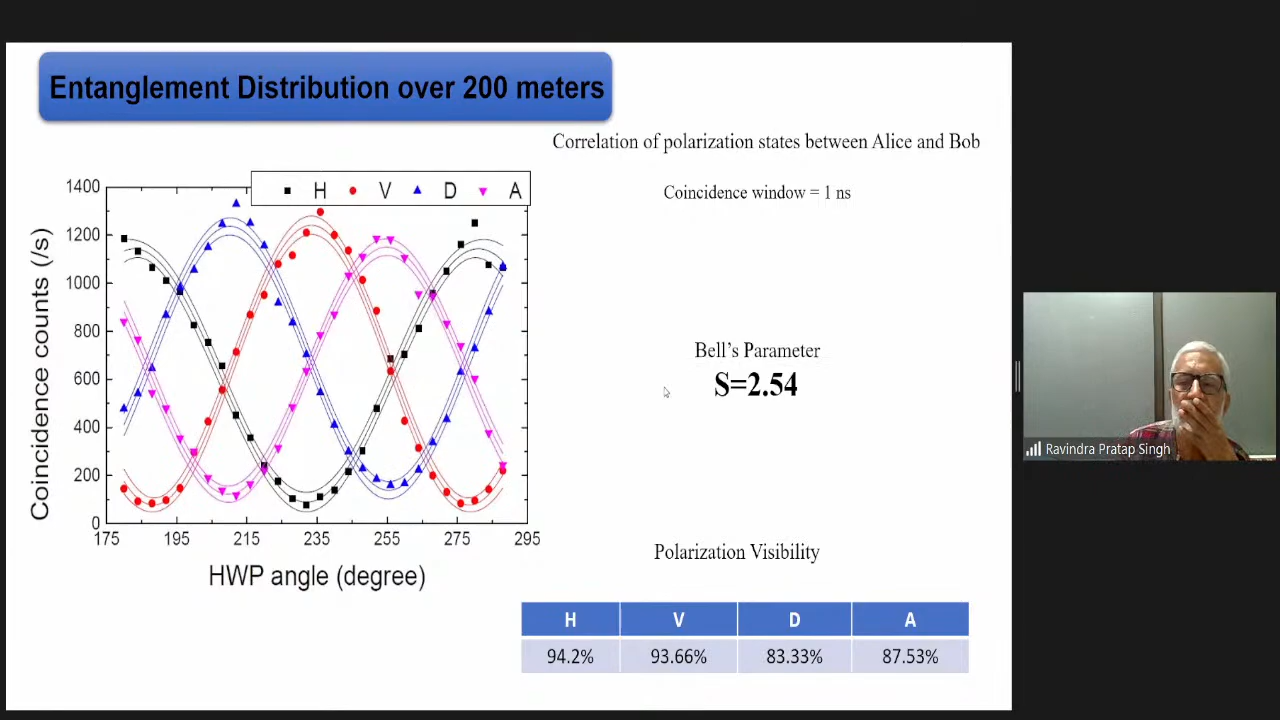 Entanglement Distribution over 200 meters
Correlation of polarization states between Alice and Bob
Coincidence window = 1 ns
H V D A
1400
1200
1000
800
600
400
200
0
175 195 215 235 255 275 295
Coincidence counts (/s)
HWP angle (degree)
Bell's Parameter
S=2.54
Polarization Visibility
H V D A
94.2% 93.66% 83.33% 87.53%
Ravindra Pratap Singh